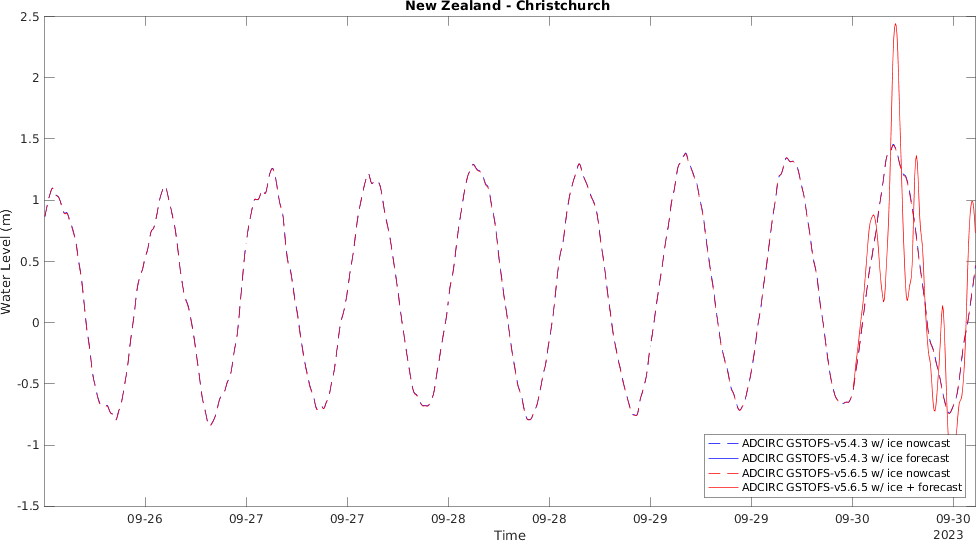 New Zealand - Christchurch
2.5
2
1.5
1
0.5
0
-0.5
-1
-1.5
Water Level (m)
ADCIRC GSTOFS-v5.4.3 w/ ice nowcast
ADCIRC GSTOFS-v5.4.3 w/ ice forecast
ADCIRC GSTOFS-v5.6.5 w/ ice nowcast
ADCIRC GSTOFS-v5.6.5 w/ ice + forecast
09-26 09-27 09-27 09-28 09-28 09-29 09-29 09-30 09-30
Time 2023